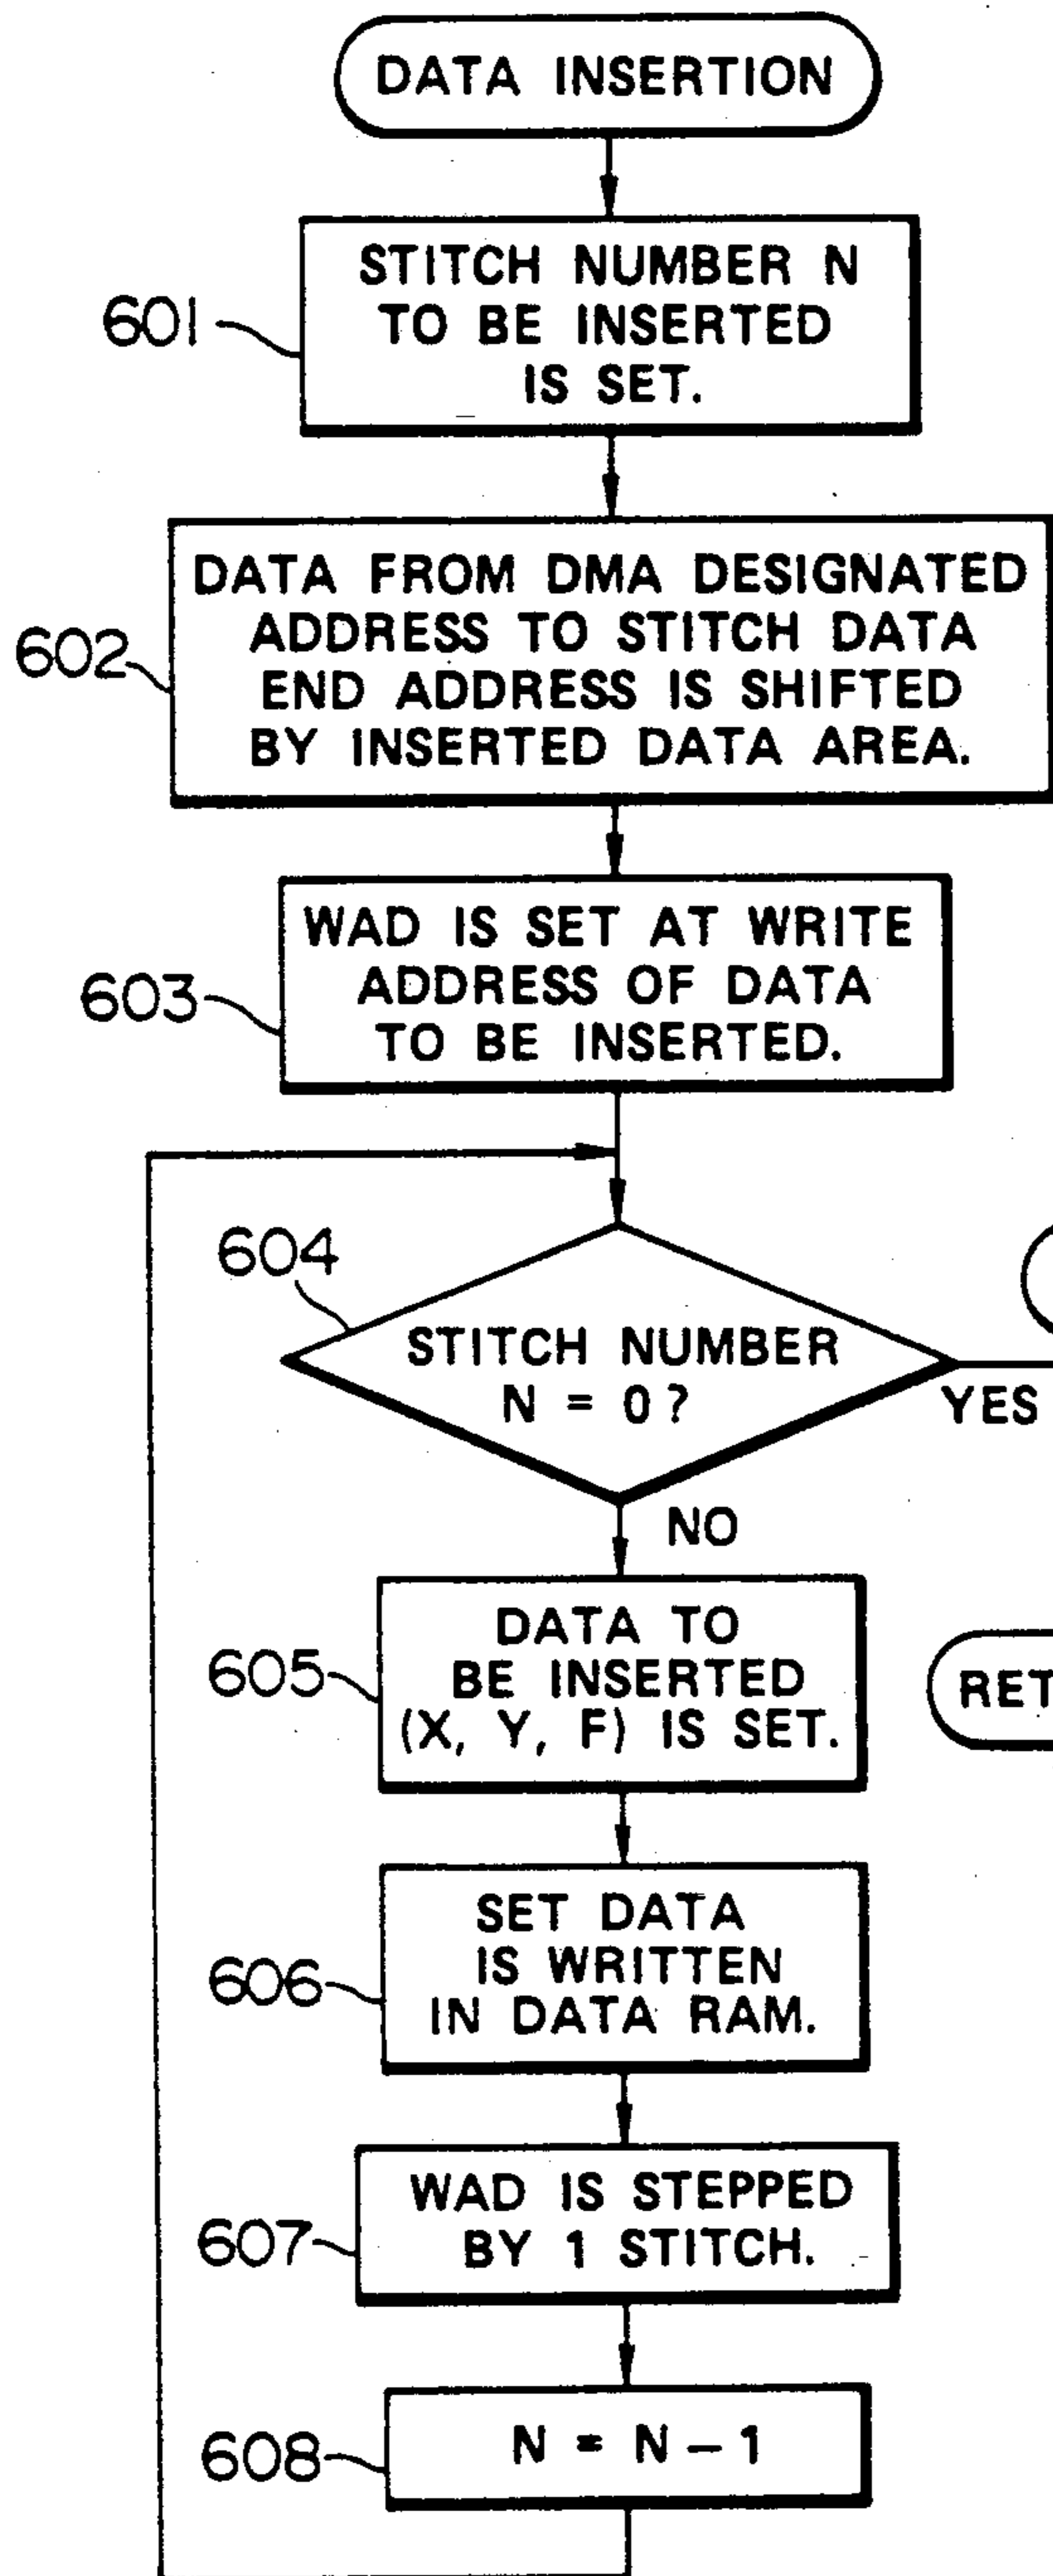 DATA INSERTION
601
STITCH NUMBER N
TO BE INSERTED
IS SET.
602
DATA FROM DMA DESIGNATED
ADDRESS TO STITCH DATA
END ADDRESS IS SHIFTED
BY INSERTED DATA AREA.
603
WAD IS SET AT WRITE
ADDRESS OF DATA
TO BE INSERTED.
604
STITCH NUMBER
N = 0?
YES
NO
605
DATA TO
BE INSERTED
(X, Y, F) IS SET.
RET
606
SET DATA
IS WRITTEN
IN DATA RAM.
607
WAD IS STEPPED
BY 1 STITCH.
608
N = N - 1